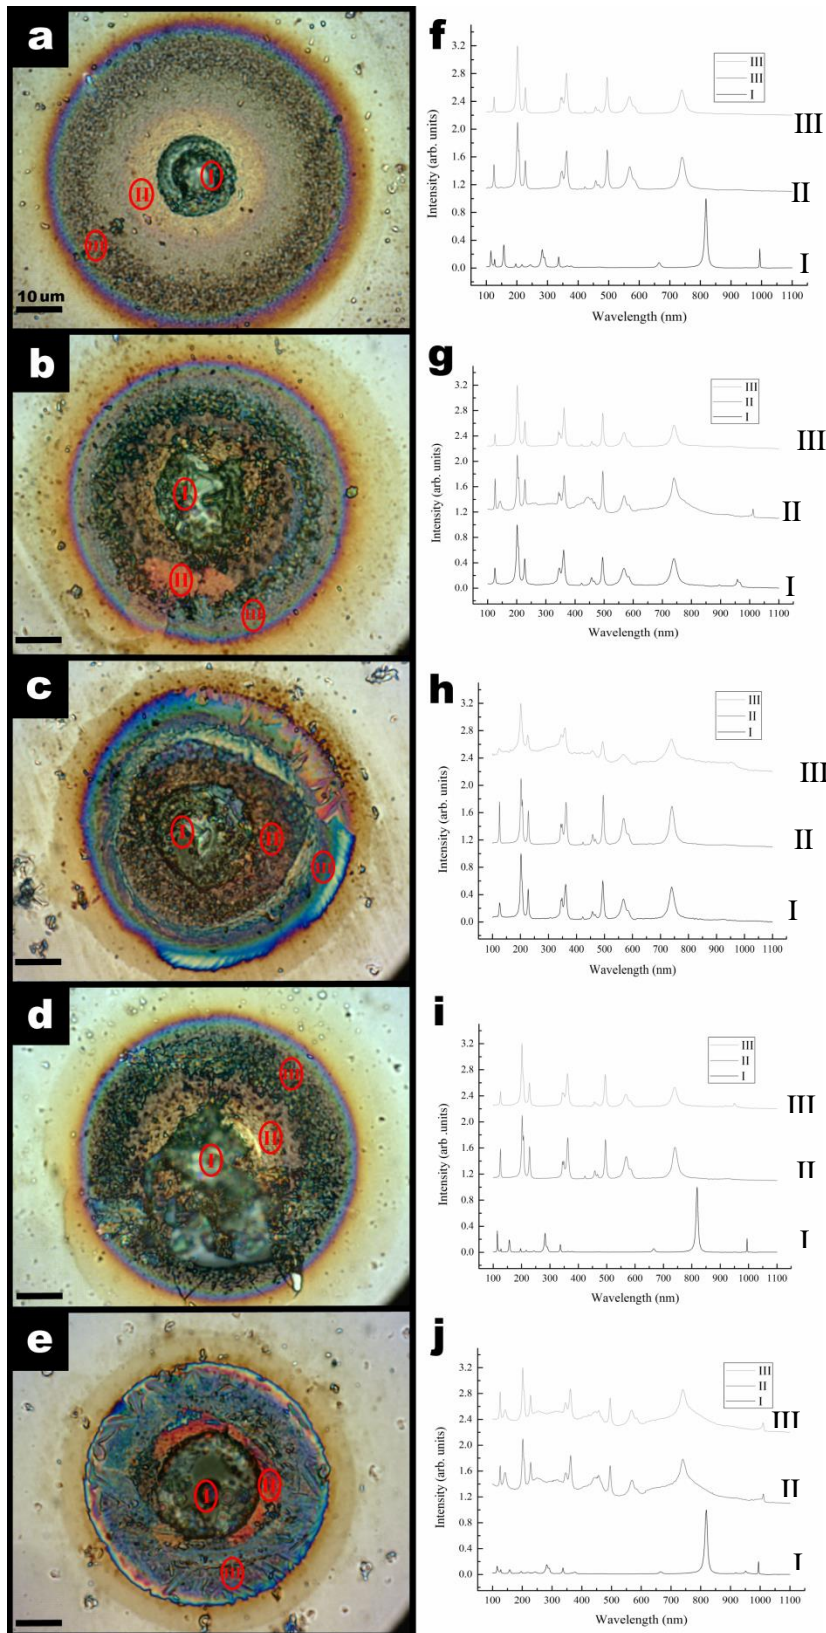 a
I
II
III
10 um
f
3.2
2.8
2.4
2.0
1.6
1.2
0.8
0.4
0.0
Intensity (arb. units)
III
III
I
III
II
I
100 200 300 400 500 600 700 800 900 1000 1100
Wavelength (nm)
b
I
II
III
g
3.2
2.8
2.4
2.0
1.6
1.2
0.8
0.4
0.0
Intensity (arb. units)
III
II
I
III
II
I
100 200 300 400 500 600 700 800 900 1000 1100
Wavelength (nm)
c
I
II
III
h
3.2
2.8
2.4
2.0
1.6
1.2
0.8
0.4
0.0
Intensity (arb. units)
III
II
I
III
II
I
100 200 300 400 500 600 700 800 900 1000 1100
Wavelength (nm)
d
III
II
I
i
3.2
2.8
2.4
2.0
1.6
1.2
0.8
0.4
0.0
Intensity (arb .units)
III
II
I
III
II
I
100 200 300 400 500 600 700 800 900 1000 1100
Wavelength (nm)
e
II
I
III
j
3.2
2.8
2.4
2.0
1.6
1.2
0.8
0.4
0.0
Intensity (arb. units)
III
II
I
III
II
I
100 200 300 400 500 600 700 800 900 1000 1100
Wavelength (nm)